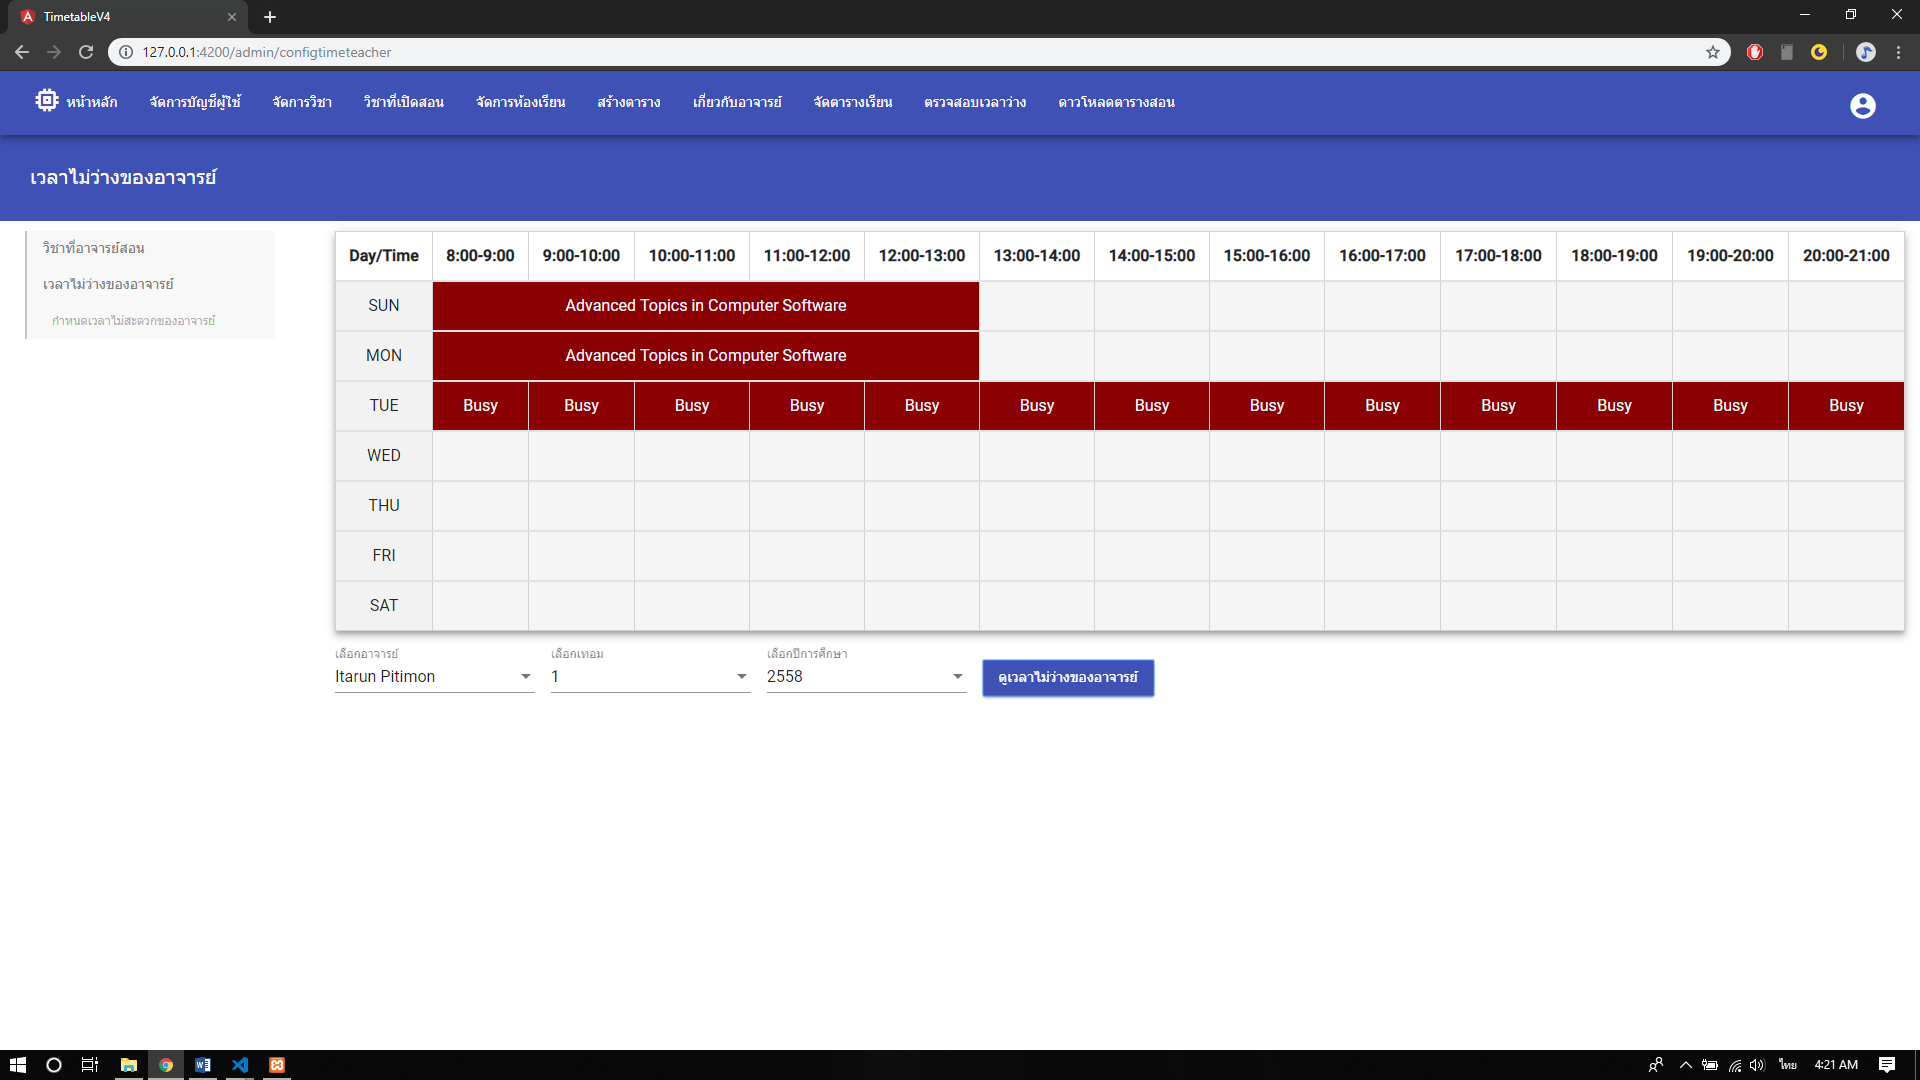 TimetableV4
127.0.0.1:4200/admin/configtimeteacher
หน้าหลัก จัดการบัญชีผู้ใช้ จัดการวิชา วิชาที่เปิดสอน จัดการห้องเรียน สร้างตาราง เกี่ยวกับอาจารย์ จัดตารางเรียน ตรวจสอบเวลาว่าง ดาวโหลดตารางสอน
เวลาไม่ว่างของอาจารย์
วิชาที่อาจารย์สอน
เวลาไม่ว่างของอาจารย์
กำหนดเวลาไม่สะดวกของอาจารย์
Day/Time 8:00-9:00 9:00-10:00 10:00-11:00 11:00-12:00 12:00-13:00 13:00-14:00 14:00-15:00 15:00-16:00 16:00-17:00 17:00-18:00 18:00-19:00 19:00-20:00 20:00-21:00
SUN Advanced Topics in Computer Software
MON Advanced Topics in Computer Software
TUE Busy Busy Busy Busy Busy Busy Busy Busy Busy Busy Busy Busy Busy
WED
THU
FRI
SAT
เลือกอาจารย์ เลือกเทอม เลือกปีการศึกษา
Itarun Pitimon 1 2558 ดูเวลาไม่ว่างของอาจารย์
ไทย 4:21 AM